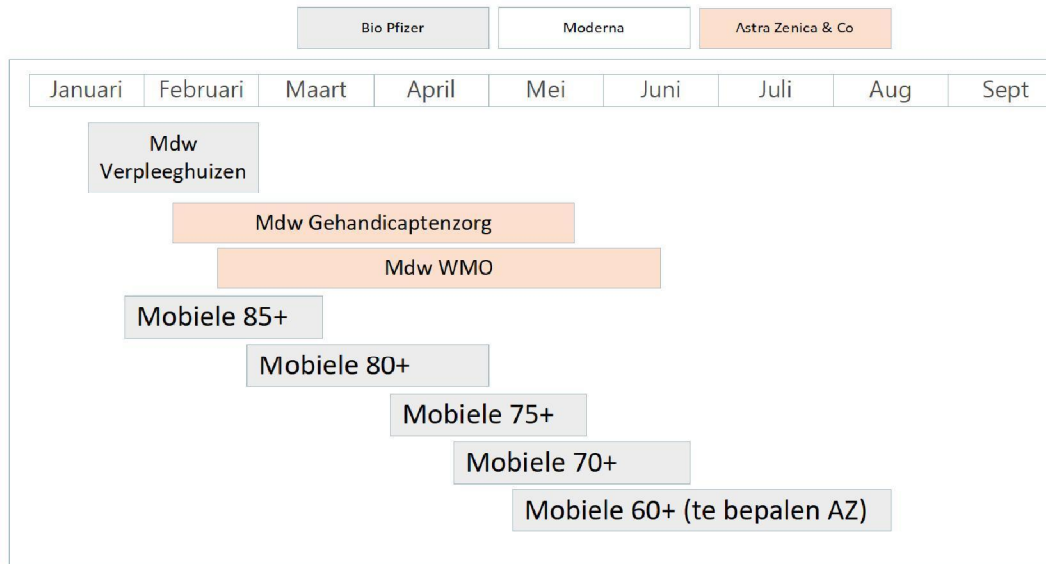 Bio Pfizer
Moderna
Astra Zenica & Co
Januari
Februari
Maart
April
Mei
Juni
Juli
Aug
Sept
Mdw
Verpleeghuizen
Mdw Gehandicaptenzorg
Mdw WMO
Mobiele 85+
Mobiele 80+
Mobiele 75+
Mobiele 70+
Mobiele 60+ (te bepalen AZ)